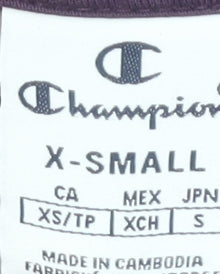 Champion
X-SMALL
CA MEX JPN
XS/TP XCH S
MADE IN CAMBODIA